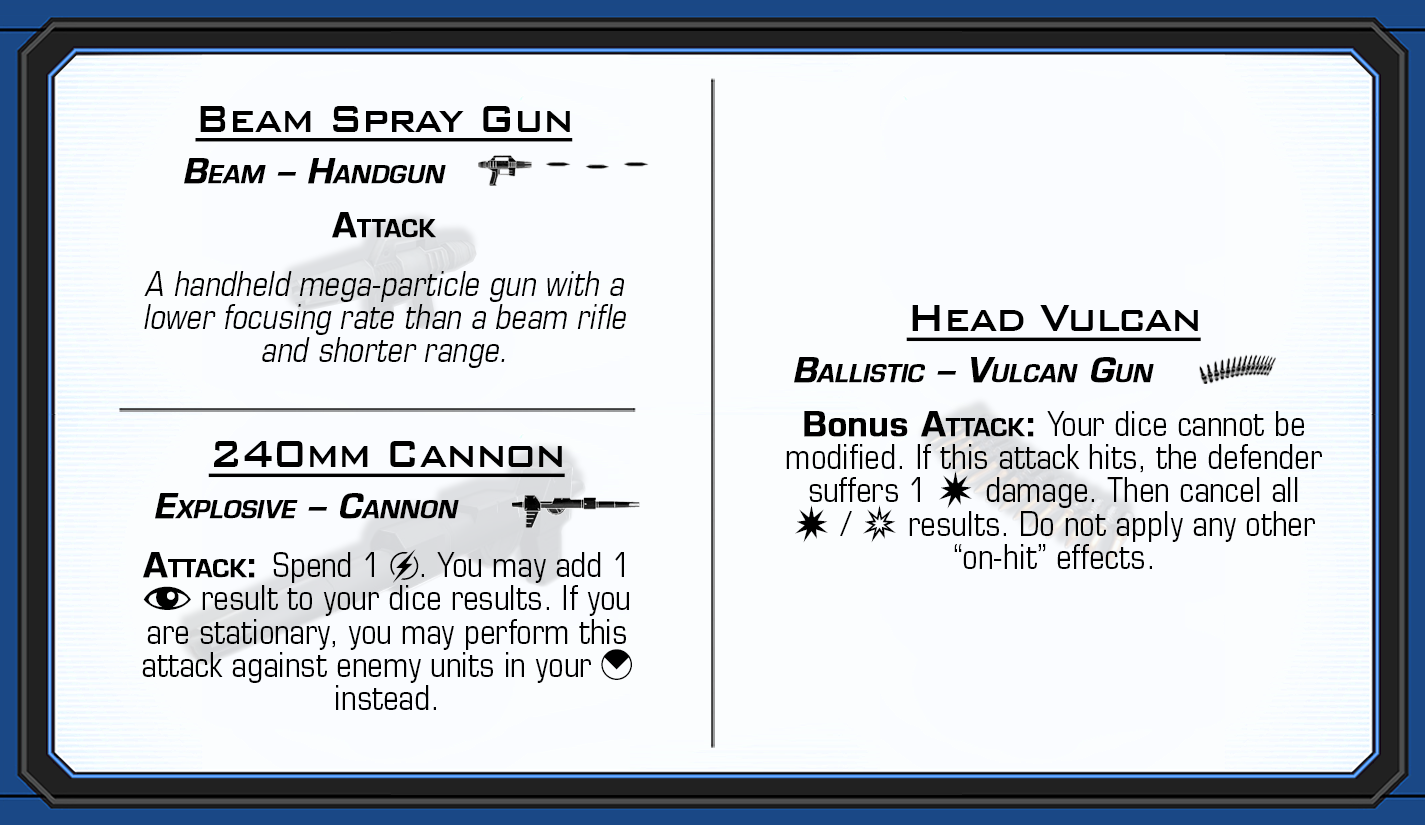 BEAM SPRAY GUN
BEAM – HANDGUN
ATTACK
A handheld mega-particle gun with a
lower focusing rate than a beam rifle
and shorter range.
240MM CANNON
EXPLOSIVE – CANNON
ATTACK: Spend 1 . You may add 1
result to your dice results. If you
are stationary, you may perform this
attack against enemy units in your
instead.
HEAD VULCAN
BALLISTIC – VULCAN GUN
Bonus ATTACK: Your dice cannot be
modified. If this attack hits, the defender
suffers 1 damage. Then cancel all
/ results. Do not apply any other
“on-hit” effects.